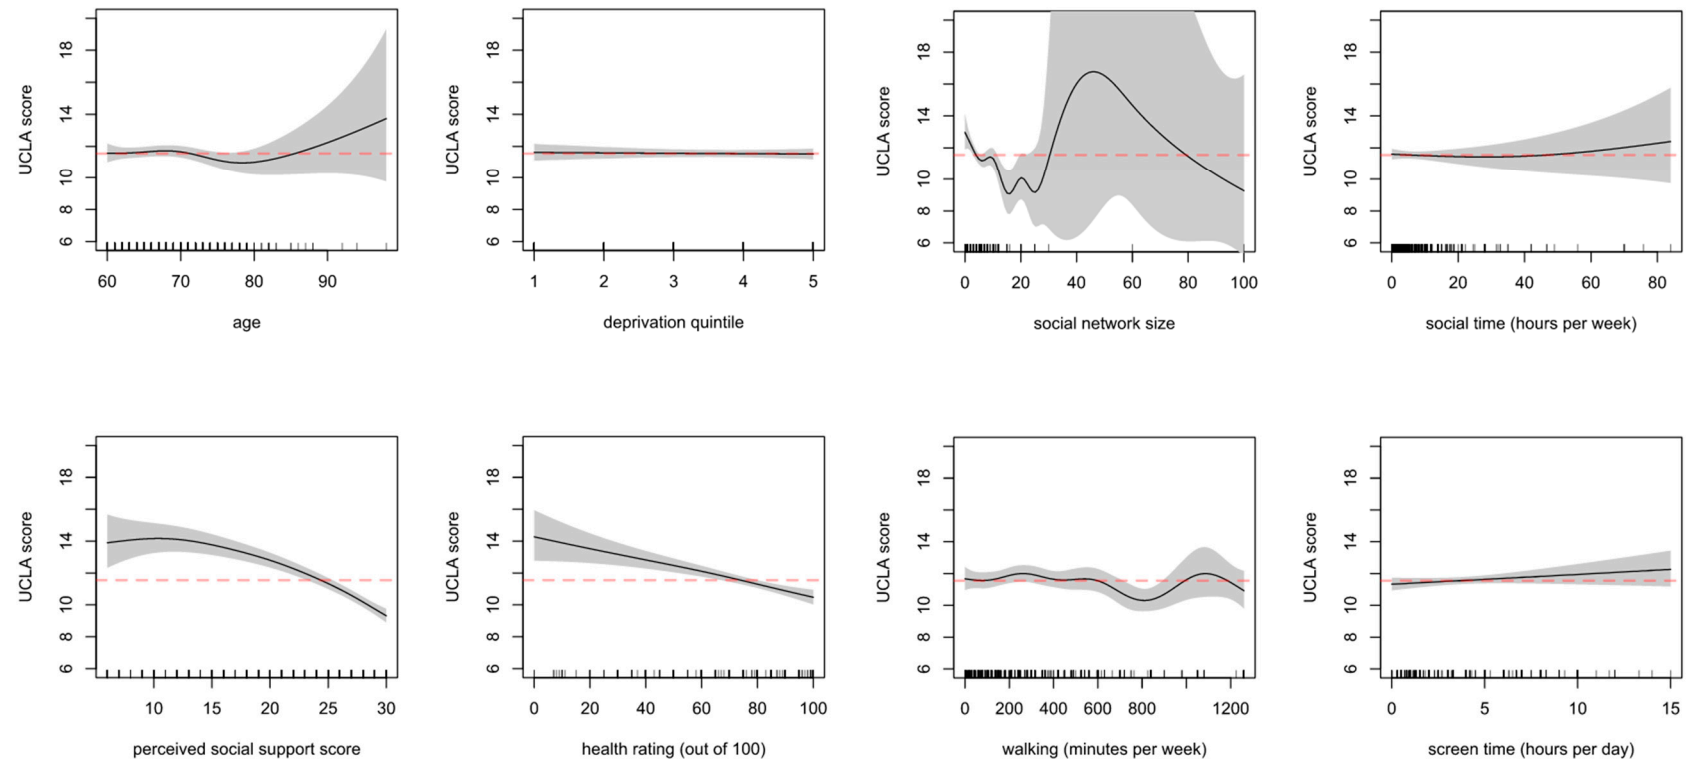 UCLA score
18
14
10
8
6
60 70 80 90
age
UCLA score
18
14
10
8
6
1 2 3 4 5
deprivation quintile
UCLA score
18
14
10
8
6
0 20 40 60 80 100
social network size
UCLA score
18
14
10
8
6
0 20 40 60 80
social time (hours per week)
UCLA score
18
14
10
8
6
10 15 20 25 30
perceived social support score
UCLA score
18
14
10
8
6
0 20 40 60 80 100
health rating (out of 100)
UCLA score
18
14
10
8
6
0 200 400 600 800 1200
walking (minutes per week)
UCLA score
18
14
10
8
6
0 5 10 15
screen time (hours per day)